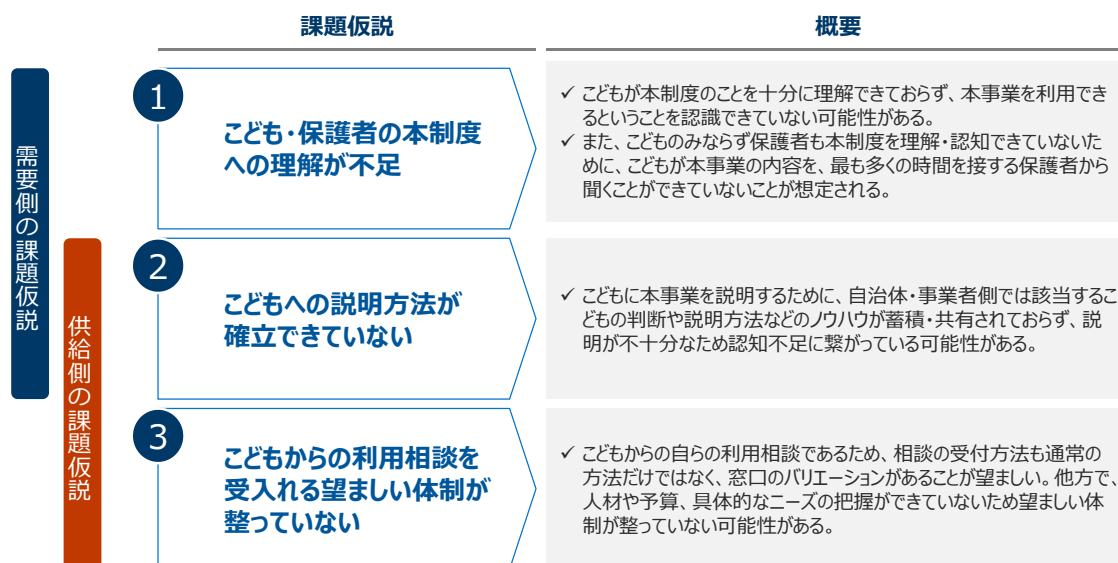 課題仮説
概要
需要側の課題仮説
供給側の課題仮説
1
こども・保護者の本制度
への理解が不足
✓ こどもが本制度のことを十分に理解できておらず、本事業を利用でき
るということを認識できていない可能性がある。
✓ また、こどものみならず保護者も本制度を理解・認知できていないた
めに、こどもが本事業の内容を、最も多くの時間を接する保護者から
聞くことができていないことが想定される。
2
こどもへの説明方法が
確立できていない
✓ こどもに本事業を説明するために、自治体・事業者側では該当するこ
どもの判断や説明方法などのノウハウが蓄積・共有されておらず、説
明が不十分なため認知不足に繋がっている可能性がある。
3
こどもからの利用相談を
受入れる望ましい体制が
整っていない
✓ こどもからの自らの利用相談であるため、相談の受付方法も通常の
方法だけではなく、窓口のバリエーションがあることが望ましい。他方で、
人材や予算、具体的なニーズの把握ができていないため望ましい体
制が整っていない可能性がある。